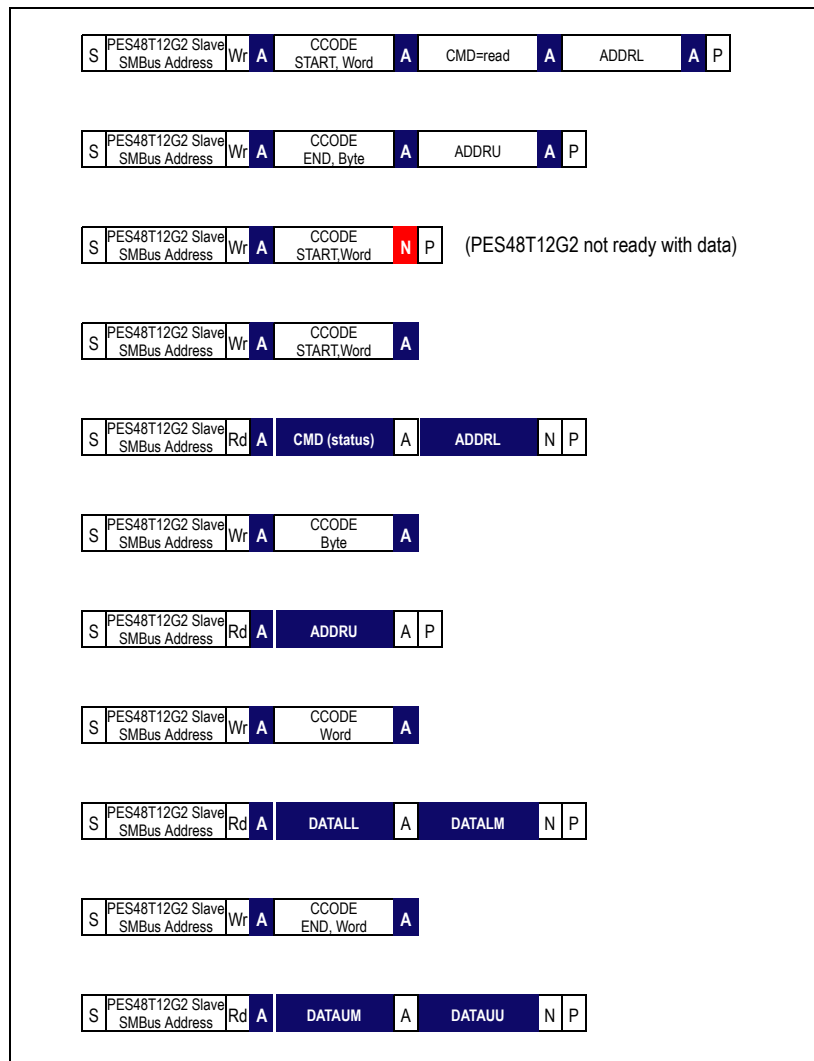 S PES48T12G2 Slave SMBus Address Wr A CCODE START, Word A CMD=read A ADDRL A P
S PES48T12G2 Slave SMBus Address Wr A CCODE END, Byte A ADDRU A P
S PES48T12G2 Slave SMBus Address Wr A CCODE START,Word N P (PES48T12G2 not ready with data)
S PES48T12G2 Slave SMBus Address Wr A CCODE START,Word A
S PES48T12G2 Slave SMBus Address Rd A CMD (status) A ADDRL N P
S PES48T12G2 Slave SMBus Address Wr A CCODE Byte A
S PES48T12G2 Slave SMBus Address Rd A ADDRU A P
S PES48T12G2 Slave SMBus Address Wr A CCODE Word A
S PES48T12G2 Slave SMBus Address Rd A DATALL A DATALM N P
S PES48T12G2 Slave SMBus Address Wr A CCODE END, Word A
S PES48T12G2 Slave SMBus Address Rd A DATAUM A DATAUU N P